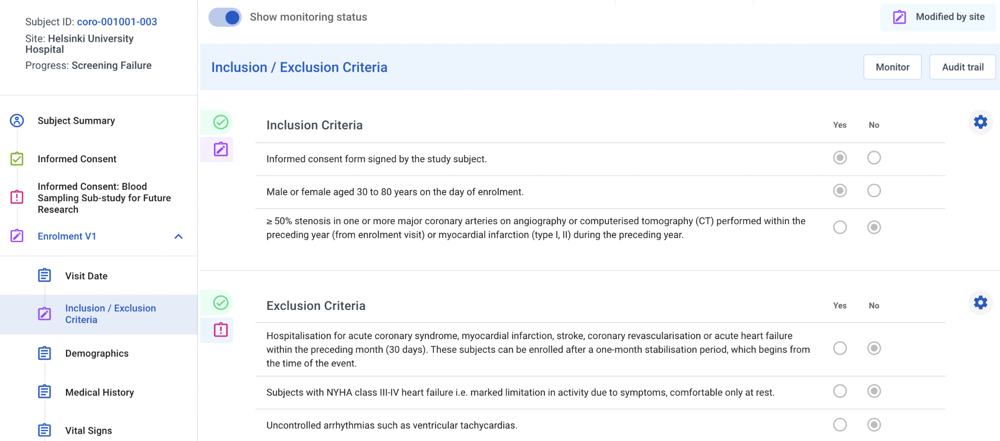 Subject ID: coro-001001-003
Site: Helsinki University
Hospital
Progress: Screening Failure
Subject Summary
Informed Consent
Informed Consent: Blood
Sampling Sub-study for Future
Research
Enrolment V1
Visit Date
Inclusion / Exclusion
Criteria
Demographics
Medical History
Vital Signs
Show monitoring status
Modified by site
Inclusion / Exclusion Criteria
Monitor
Audit trail
Inclusion Criteria
Yes No
Informed consent form signed by the study subject.
Male or female aged 30 to 80 years on the day of enrolment.
≥ 50% stenosis in one or more major coronary arteries on angiography or computerised tomography (CT) performed within the
preceding year (from enrolment visit) or myocardial infarction (type I, II) during the preceding year.
Exclusion Criteria
Yes No
Hospitalisation for acute coronary syndrome, myocardial infarction, stroke, coronary revascularisation or acute heart failure
within the preceding month (30 days). These subjects can be enrolled after a one-month stabilisation period, which begins from
the time of the event.
Subjects with NYHA class III-IV heart failure i.e. marked limitation in activity due to symptoms, comfortable only at rest.
Uncontrolled arrhythmias such as ventricular tachycardias.